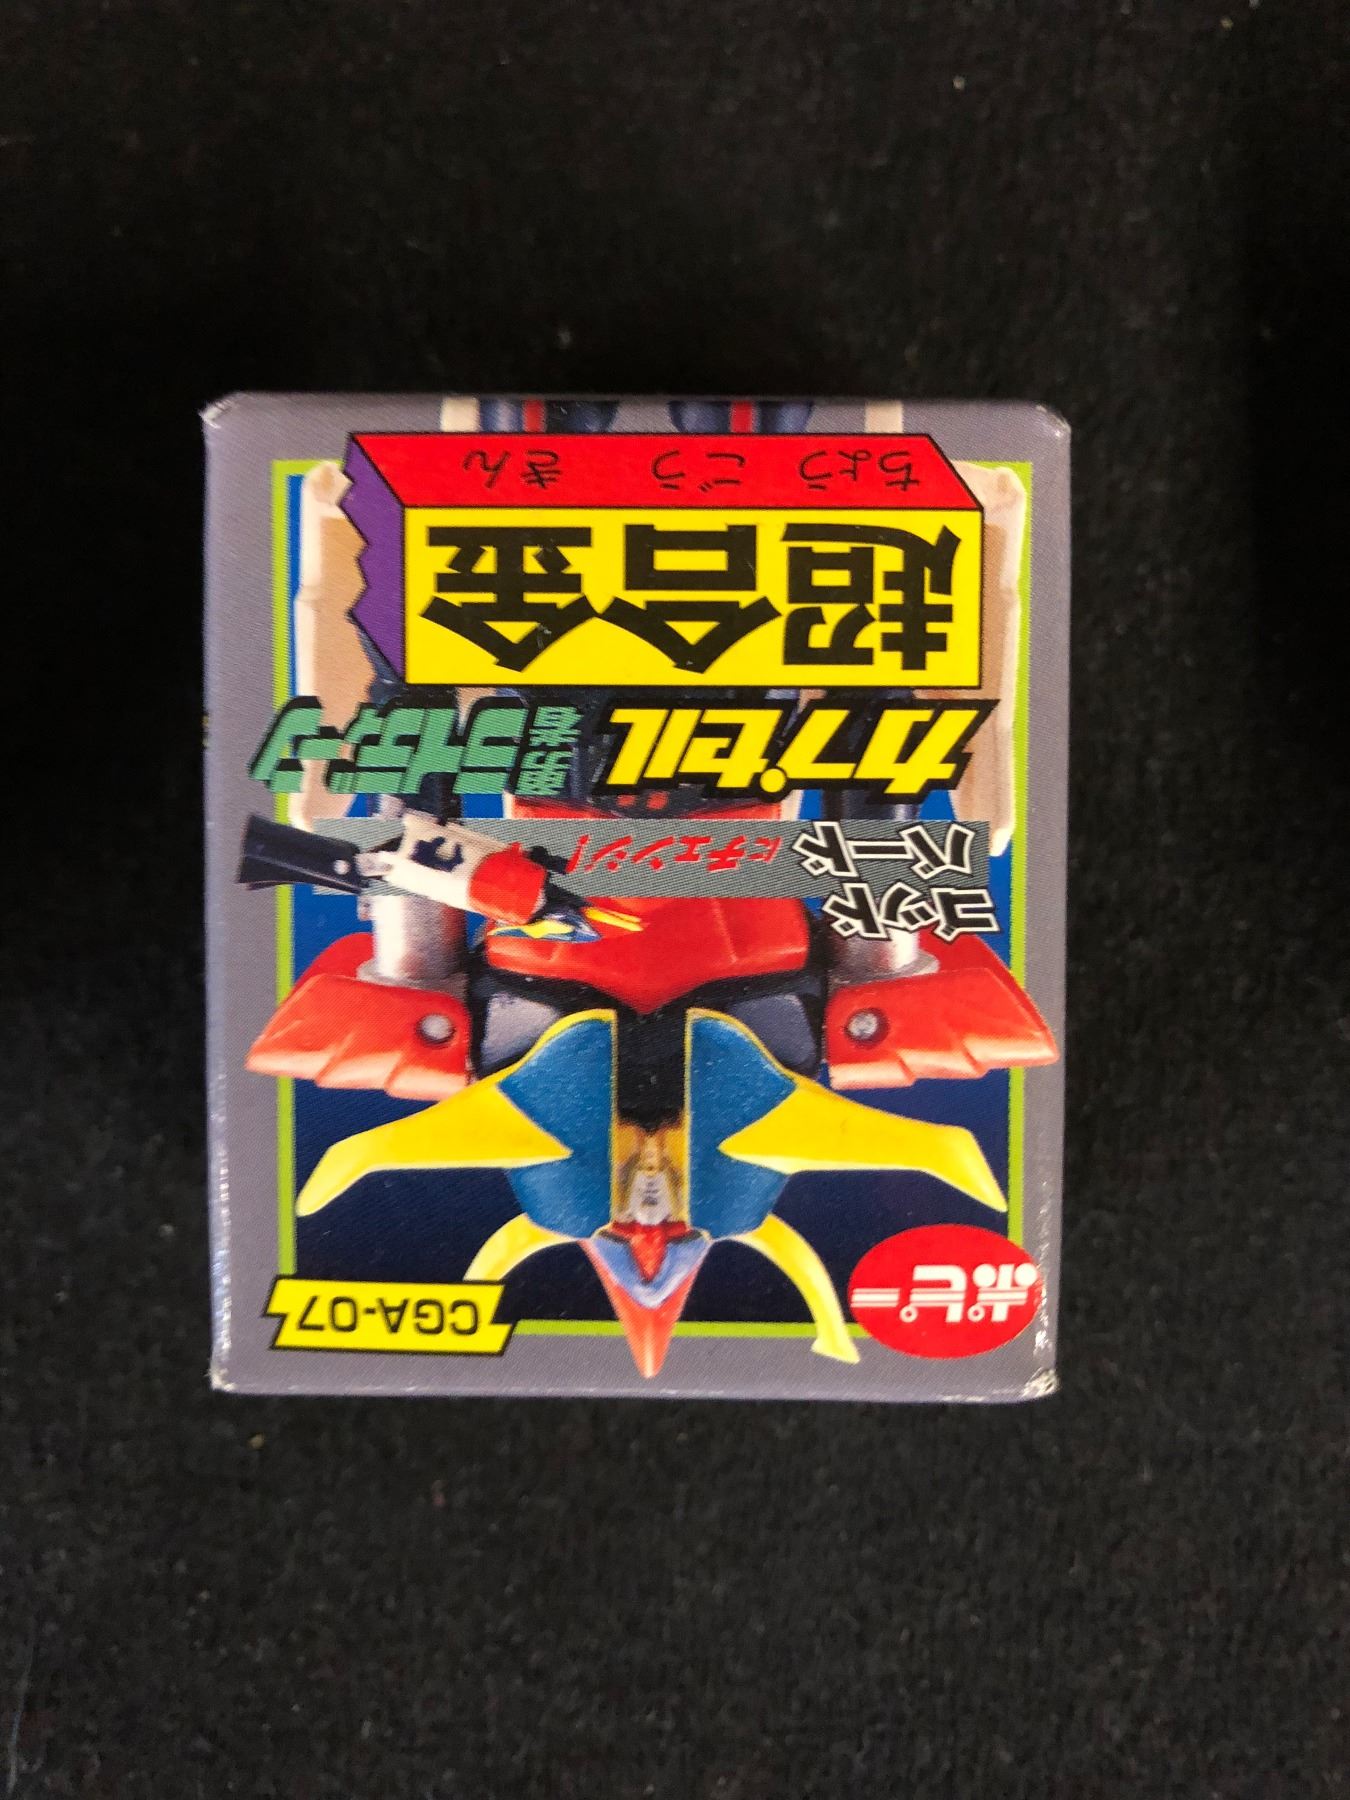 ポピー
CGA-07
ゴッド
バード
にチェンジ!
カプセル
勇者
ライディーン
超合金
ちょう ごう きん